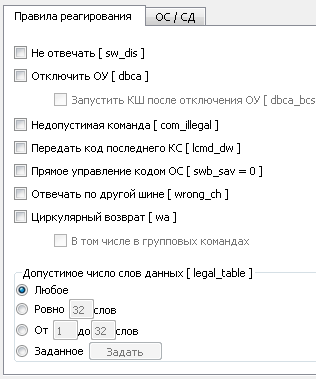 Правила реагирования
ОС / СД
Не отвечать [ sw_dis ]
Отключить ОУ [ dbca ]
Запустить КШ после отключения ОУ [ dbca_bcs
Недопустимая команда [ com_illegal ]
Передать код последнего КС [ lcmd_dw ]
Прямое управление кодом ОС [ swb_sav = 0 ]
Отвечать по другой шине [ wrong_ch ]
Циркулярный возврат [ wa ]
В том числе в групповых командах
Допустимое число слов данных [ legal_table ]
Любое
Ровно 32 слов
От 1 до 32 слов
Заданное Задать